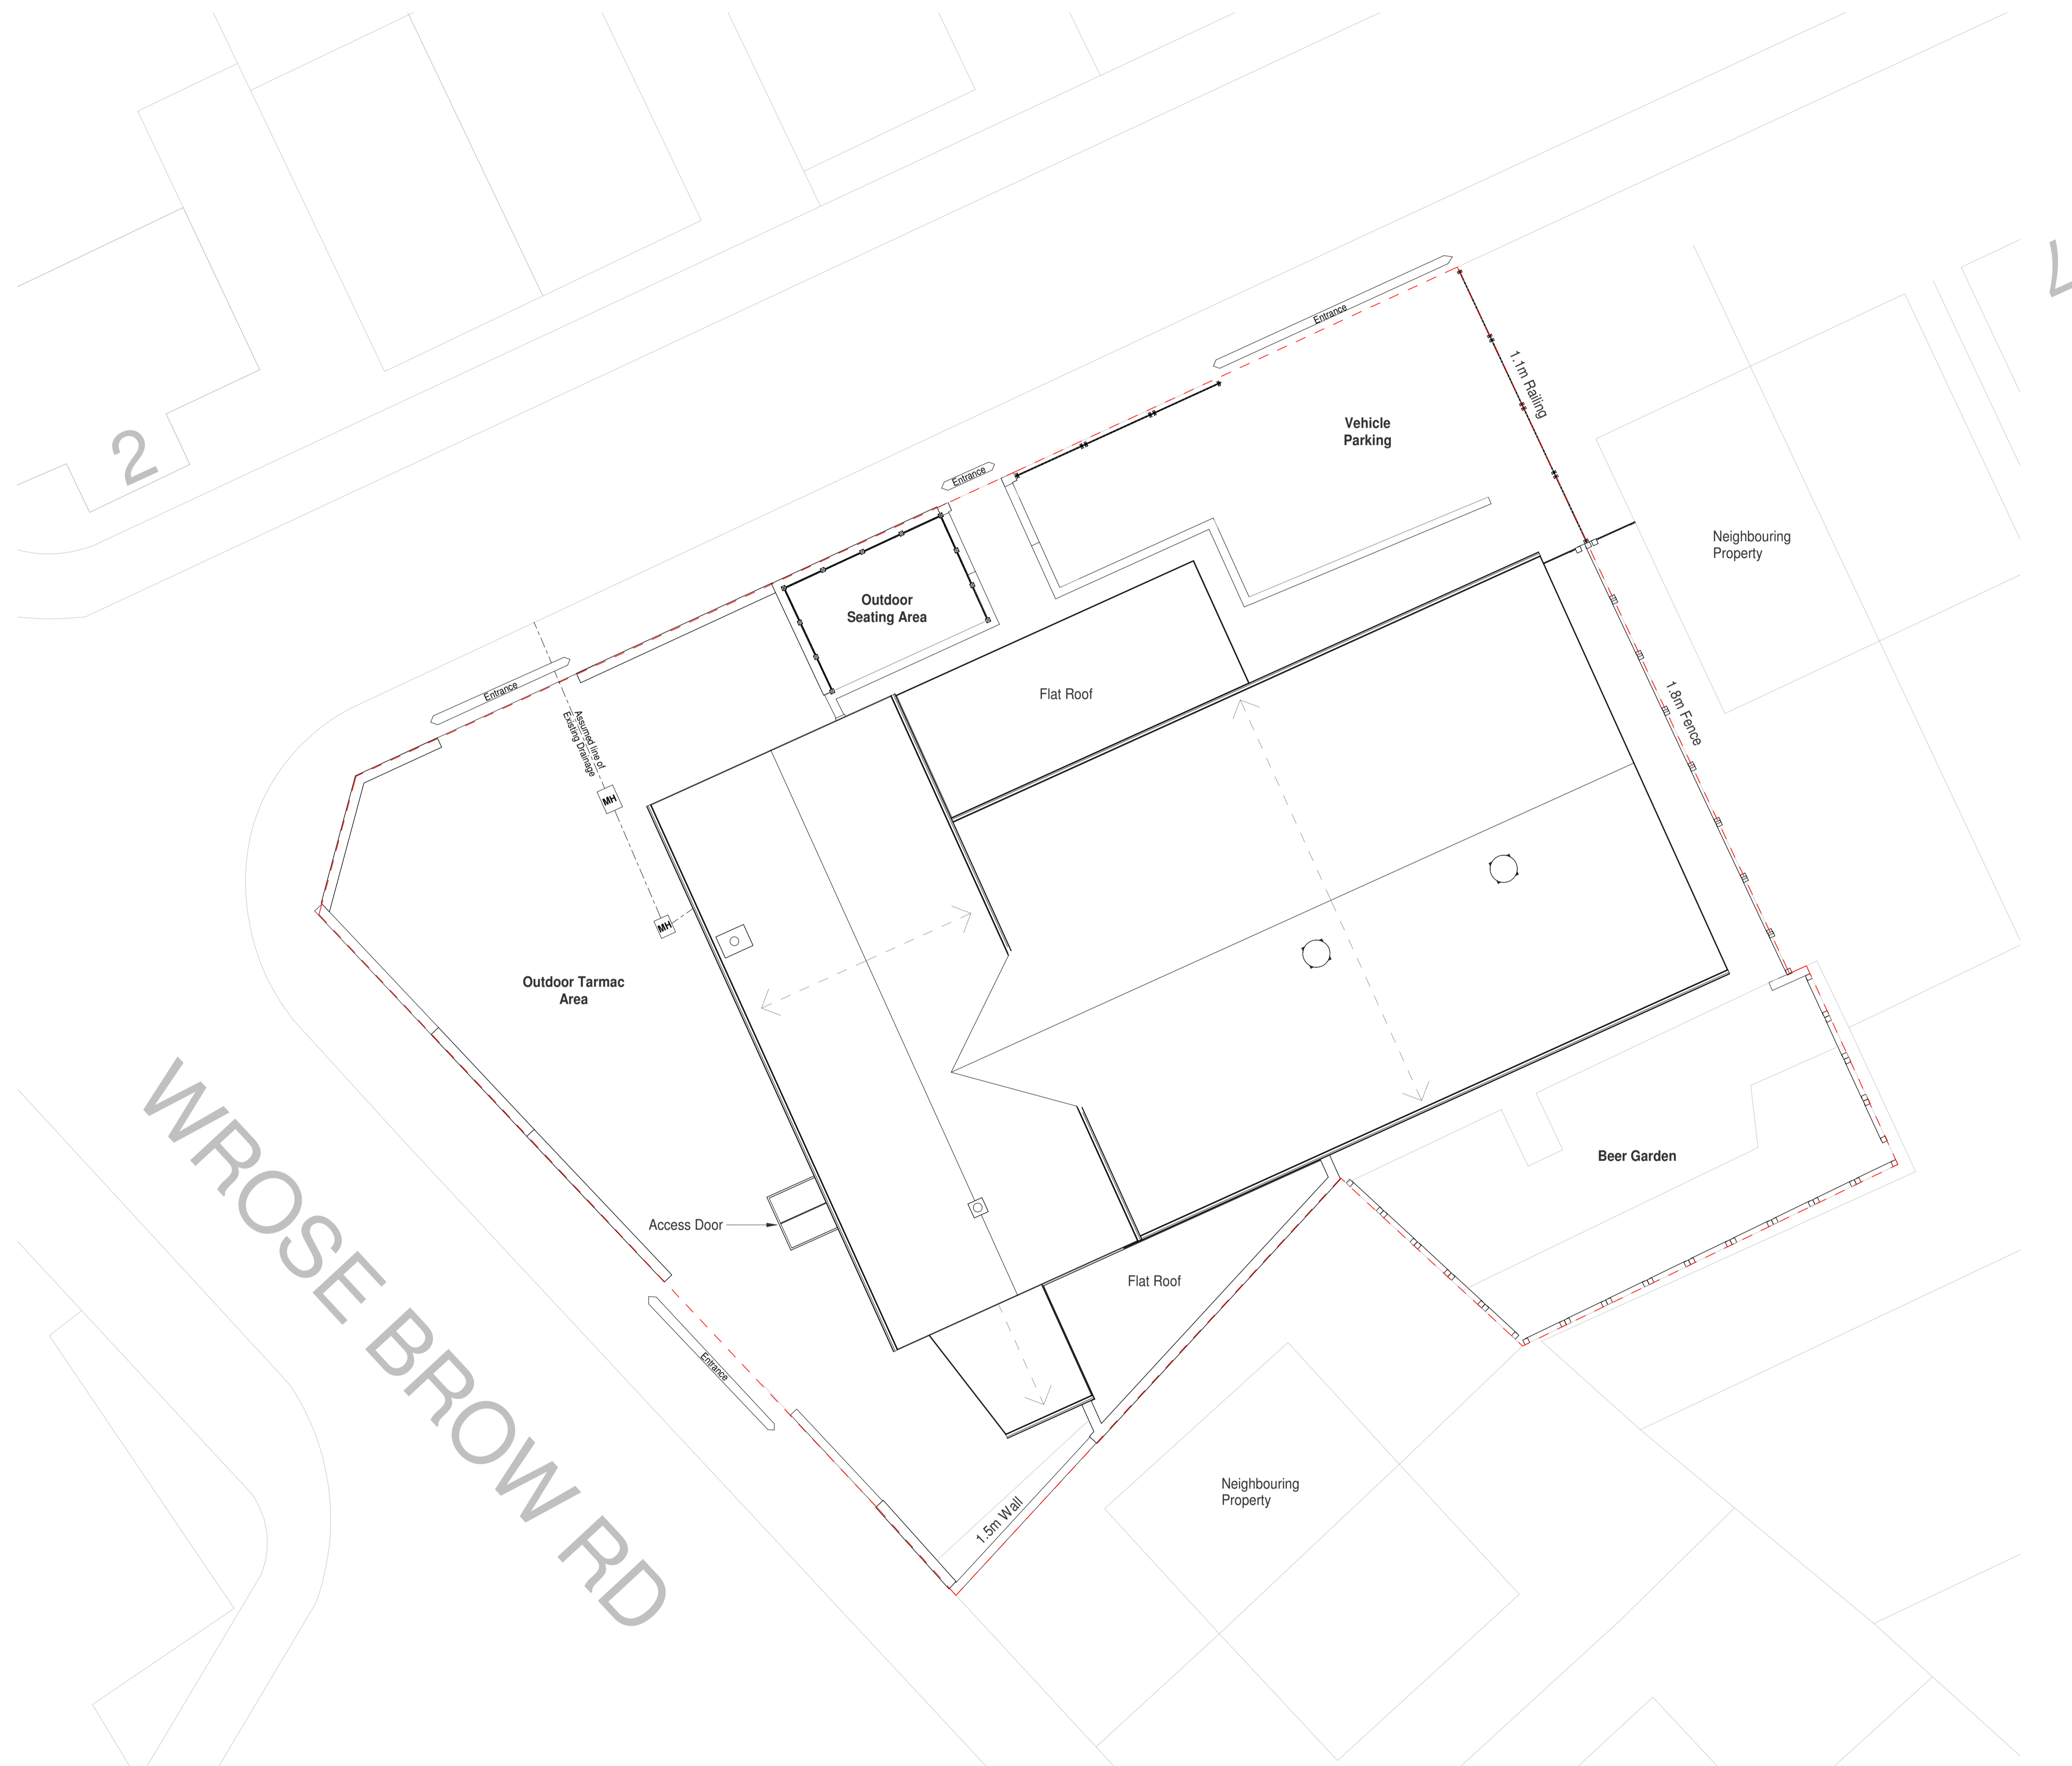 Entrance
1.1m Railing
Vehicle
Parking
2
Entrance
Neighbouring
Property
Outdoor
Seating Area
Entrance
Flat Roof
1.8m Fence
Assumed line of
Existing Drainage
MH
MH
Outdoor Tarmac
Area
WROSE BROW RD
Access Door
Beer Garden
Flat Roof
Entrance
Neighbouring
Property
1.5m Wall